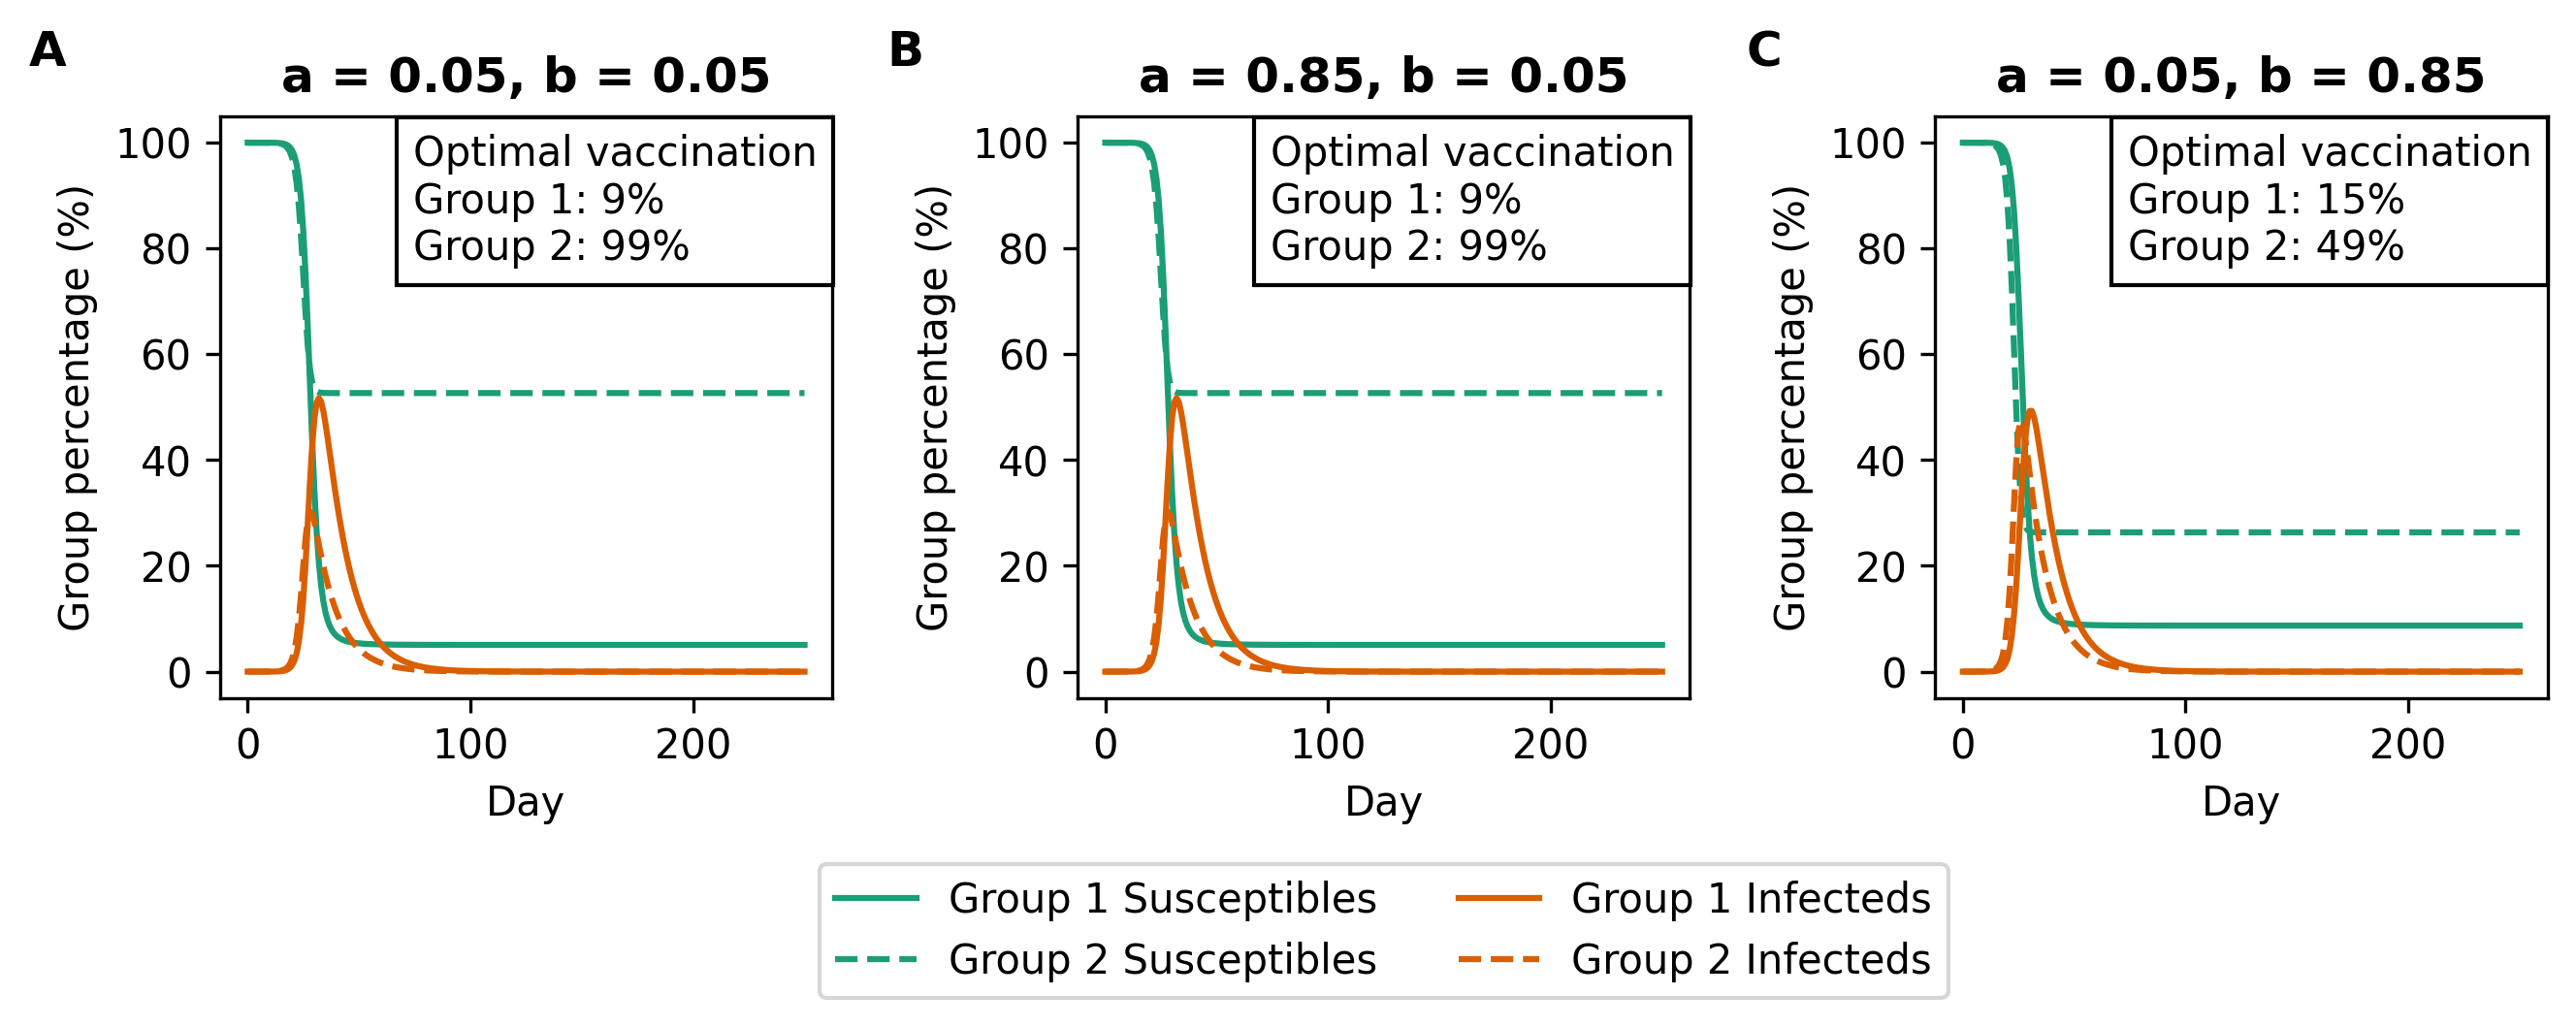 A
a = 0.05, b = 0.05
Optimal vaccination
Group 1: 9%
Group 2: 99%
Group percentage (%)
100
80
60
40
20
0
0
100
200
Day
B
a = 0.85, b = 0.05
Optimal vaccination
Group 1: 9%
Group 2: 99%
Group percentage (%)
100
80
60
40
20
0
0
100
200
Day
C
a = 0.05, b = 0.85
Optimal vaccination
Group 1: 15%
Group 2: 49%
Group percentage (%)
100
80
60
40
20
0
0
100
200
Day
Group 1 Susceptibles
Group 2 Susceptibles
Group 1 Infecteds
Group 2 Infecteds